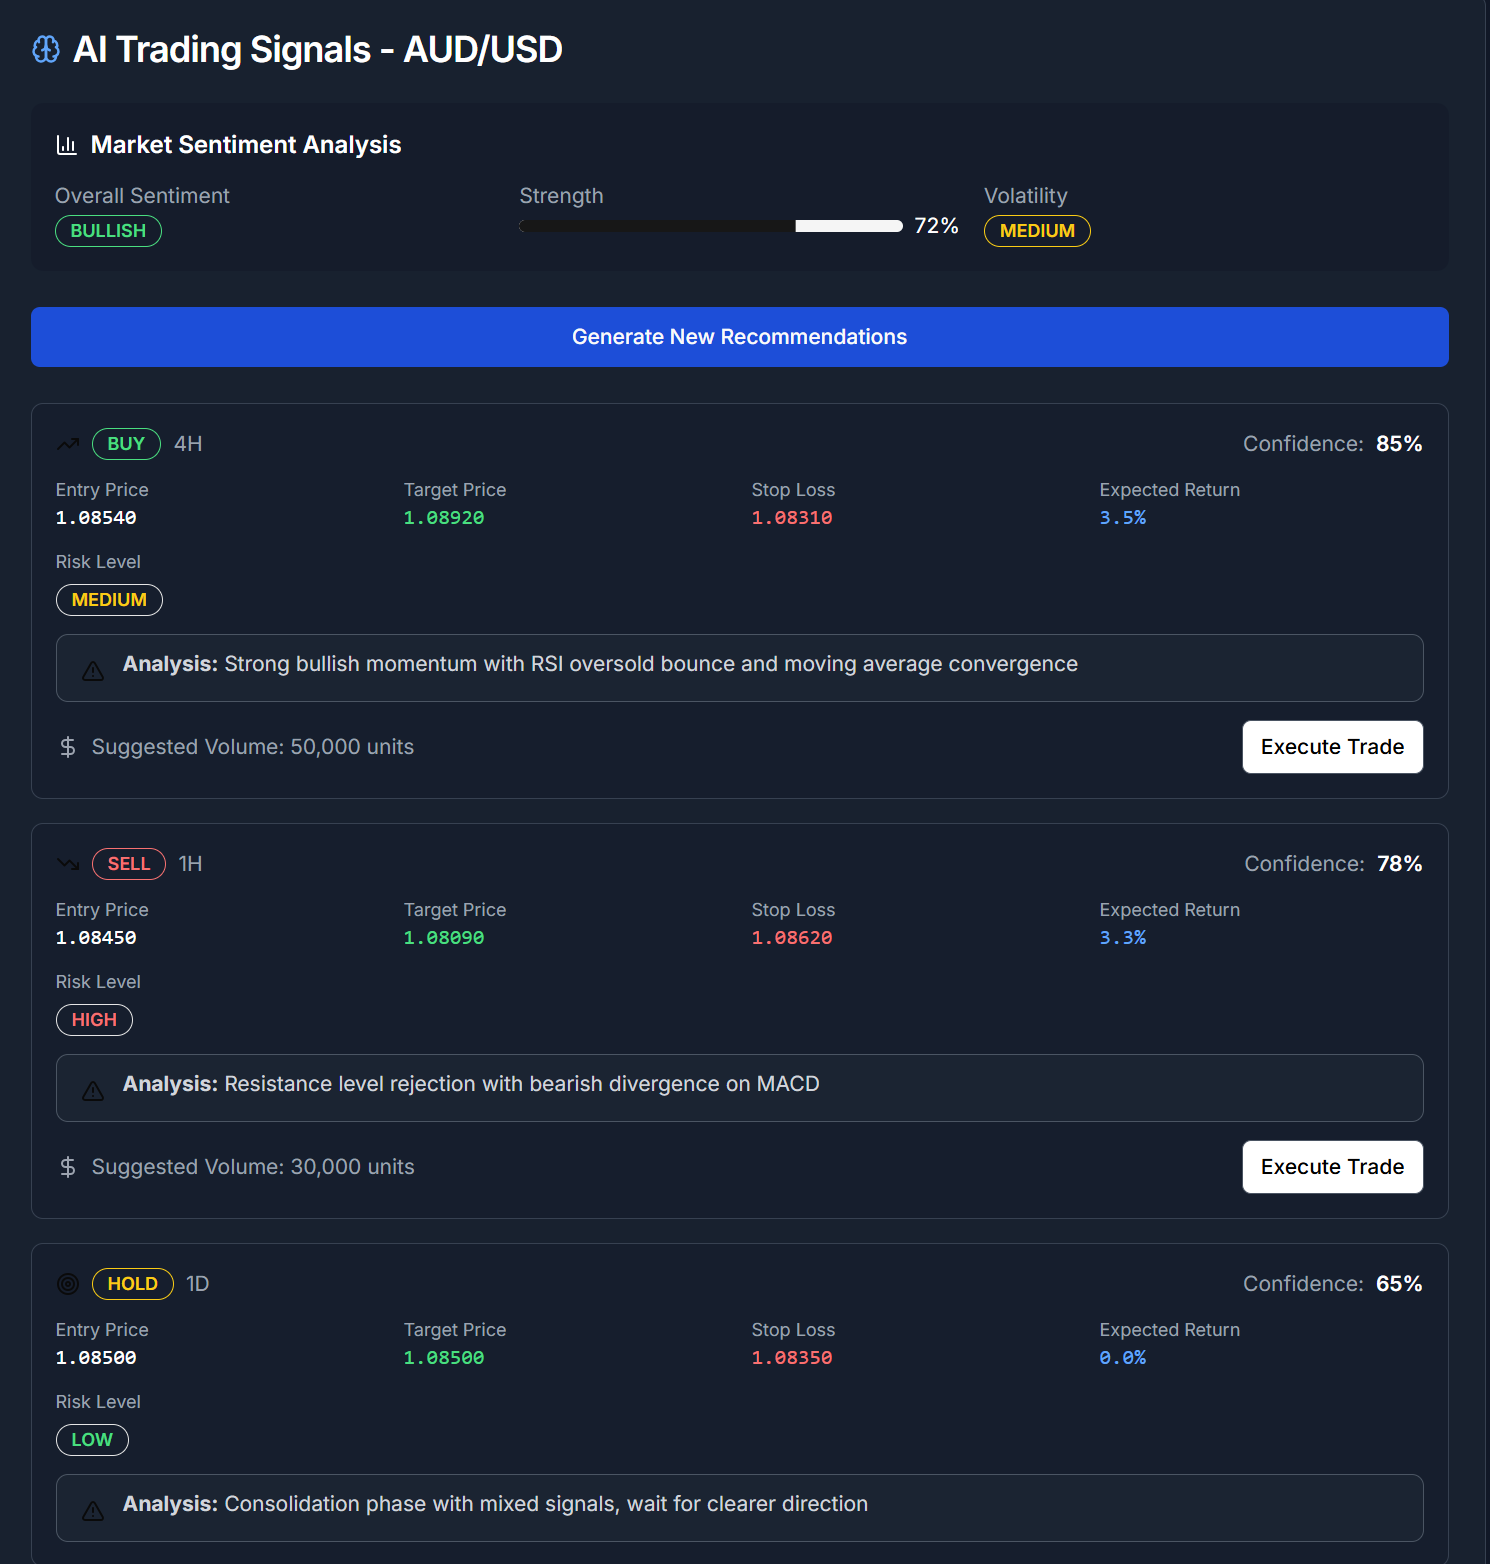 AI Trading Signals - AUD/USD
Market Sentiment Analysis
Overall Sentiment Strength Volatility
BULLISH 72% MEDIUM
Generate New Recommendations
BUY 4H Confidence: 85%
Entry Price Target Price Stop Loss Expected Return
1.08540 1.08920 1.08310 3.5%
Risk Level
MEDIUM
Analysis: Strong bullish momentum with RSI oversold bounce and moving average convergence
$ Suggested Volume: 50,000 units Execute Trade
SELL 1H Confidence: 78%
Entry Price Target Price Stop Loss Expected Return
1.08450 1.08090 1.08620 3.3%
Risk Level
HIGH
Analysis: Resistance level rejection with bearish divergence on MACD
$ Suggested Volume: 30,000 units Execute Trade
HOLD 1D Confidence: 65%
Entry Price Target Price Stop Loss Expected Return
1.08500 1.08500 1.08350 0.0%
Risk Level
LOW
Analysis: Consolidation phase with mixed signals, wait for clearer direction